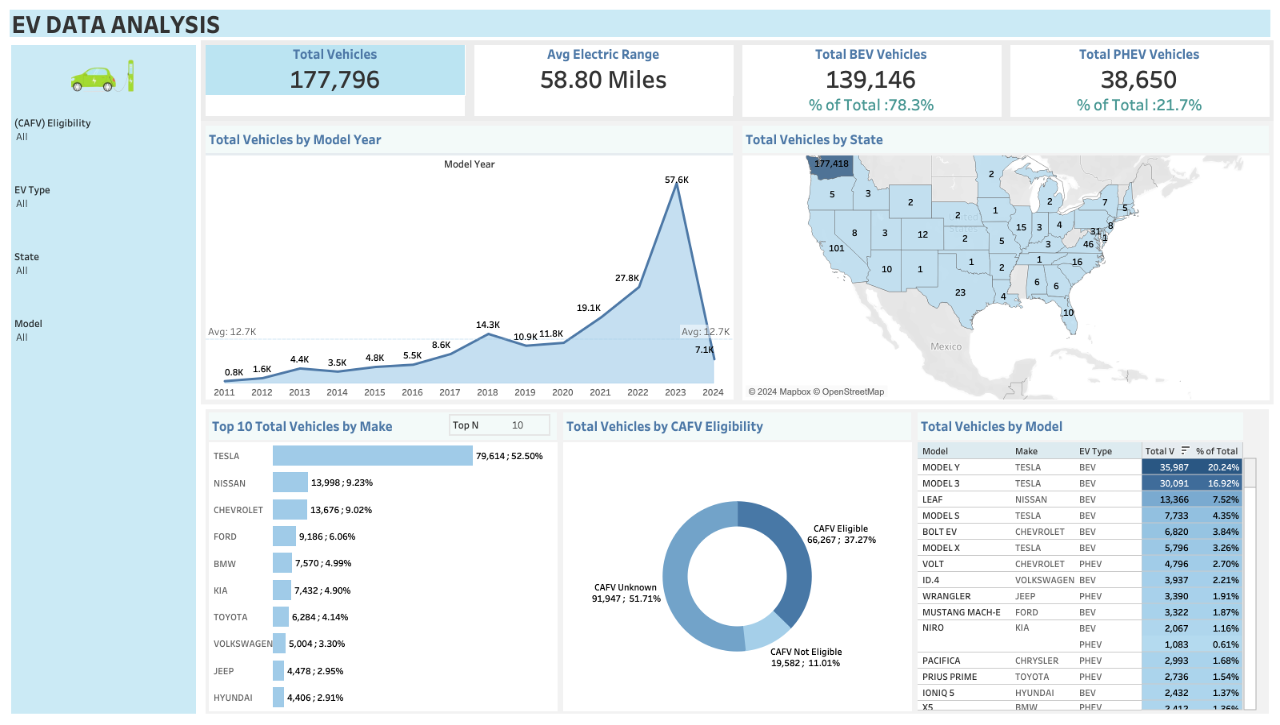 EV DATA ANALYSIS
(CAFV) Eligibility
All
EV Type
All
State
All
Model
All
Total Vehicles
177,796
Avg Electric Range
58.80 Miles
Total BEV Vehicles
139,146
% of Total :78.3%
Total PHEV Vehicles
38,650
% of Total :21.7%
Total Vehicles by Model Year
Model Year
57.6K
27.8K
19.1K
14.3K
10.9K
11.8K
8.6K
7.1K
5.5K
4.8K
3.5K
4.4K
1.6K
0.8K
Avg: 12.7K
Avg: 12.7K
2011 2012 2013 2014 2015 2016 2017 2018 2019 2020 2021 2022 2023 2024
Total Vehicles by State
177,418
2
5
3
2
2
7
5
2
1
15
3
4
8
31
1
8
3
12
2
5
3
46
101
10
1
1
2
1
16
23
4
6
6
10
Mexico
© 2024 Mapbox © OpenStreetMap
Top 10 Total Vehicles by Make
Top N 10
TESLA 79,614 ; 52.50%
NISSAN 13,998 ; 9.23%
CHEVROLET 13,676 ; 9.02%
FORD 9,186 ; 6.06%
BMW 7,570 ; 4.99%
KIA 7,432 ; 4.90%
TOYOTA 6,284 ; 4.14%
VOLKSWAGEN 5,004 ; 3.30%
JEEP 4,478 ; 2.95%
HYUNDAI 4,406 ; 2.91%
Total Vehicles by CAFV Eligibility
CAFV Eligible
66,267 ; 37.27%
CAFV Unknown
91,947 ; 51.71%
CAFV Not Eligible
19,582 ; 11.01%
Total Vehicles by Model
Model Make EV Type Total V % of Total
MODEL Y TESLA BEV 35,987 20.24%
MODEL 3 TESLA BEV 30,091 16.92%
LEAF NISSAN BEV 13,366 7.52%
MODEL S TESLA BEV 7,733 4.35%
BOLT EV CHEVROLET BEV 6,820 3.84%
MODEL X TESLA BEV 5,796 3.26%
VOLT CHEVROLET PHEV 4,796 2.70%
ID.4 VOLKSWAGEN BEV 3,937 2.21%
WRANGLER JEEP PHEV 3,390 1.91%
MUSTANG MACH-E FORD BEV 3,322 1.87%
NIRO KIA BEV 2,067 1.16%
PHEV 1,083 0.61%
PACIFICA CHRYSLER PHEV 2,993 1.68%
PRIUS PRIME TOYOTA PHEV 2,736 1.54%
IONIQ 5 HYUNDAI BEV 2,432 1.37%
X5 BMW PHEV 2,412 1.36%